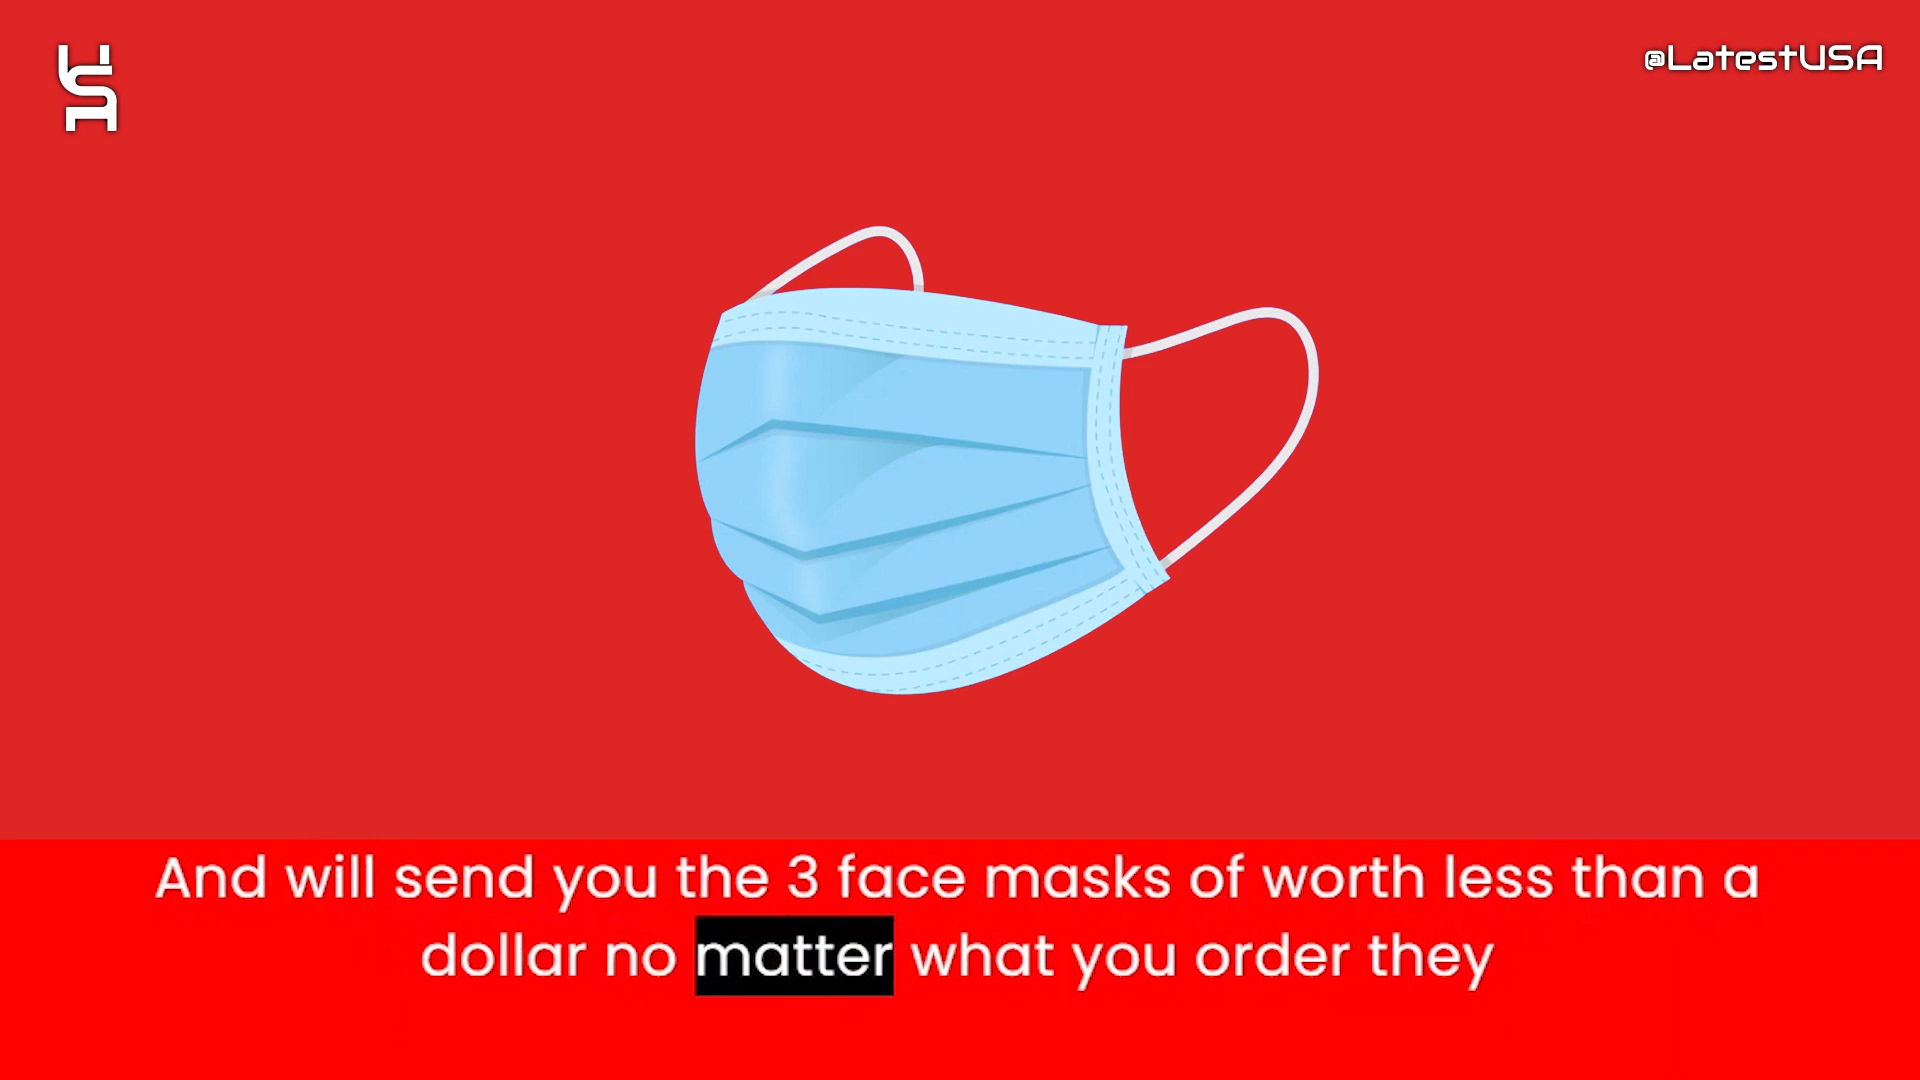 USA
@LatestUSA
And will send you the 3 face masks of worth less than a
dollar no matter what you order they